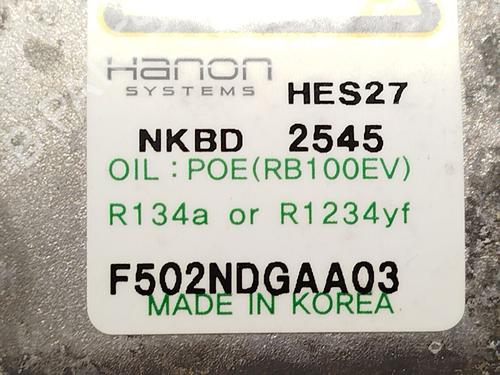 Hanon
SYSTEMS HES27
NKBD 2545
OIL : POE(RB100EV)
R134a or R1234yf
F502NDGAA03
MADE IN KOREA